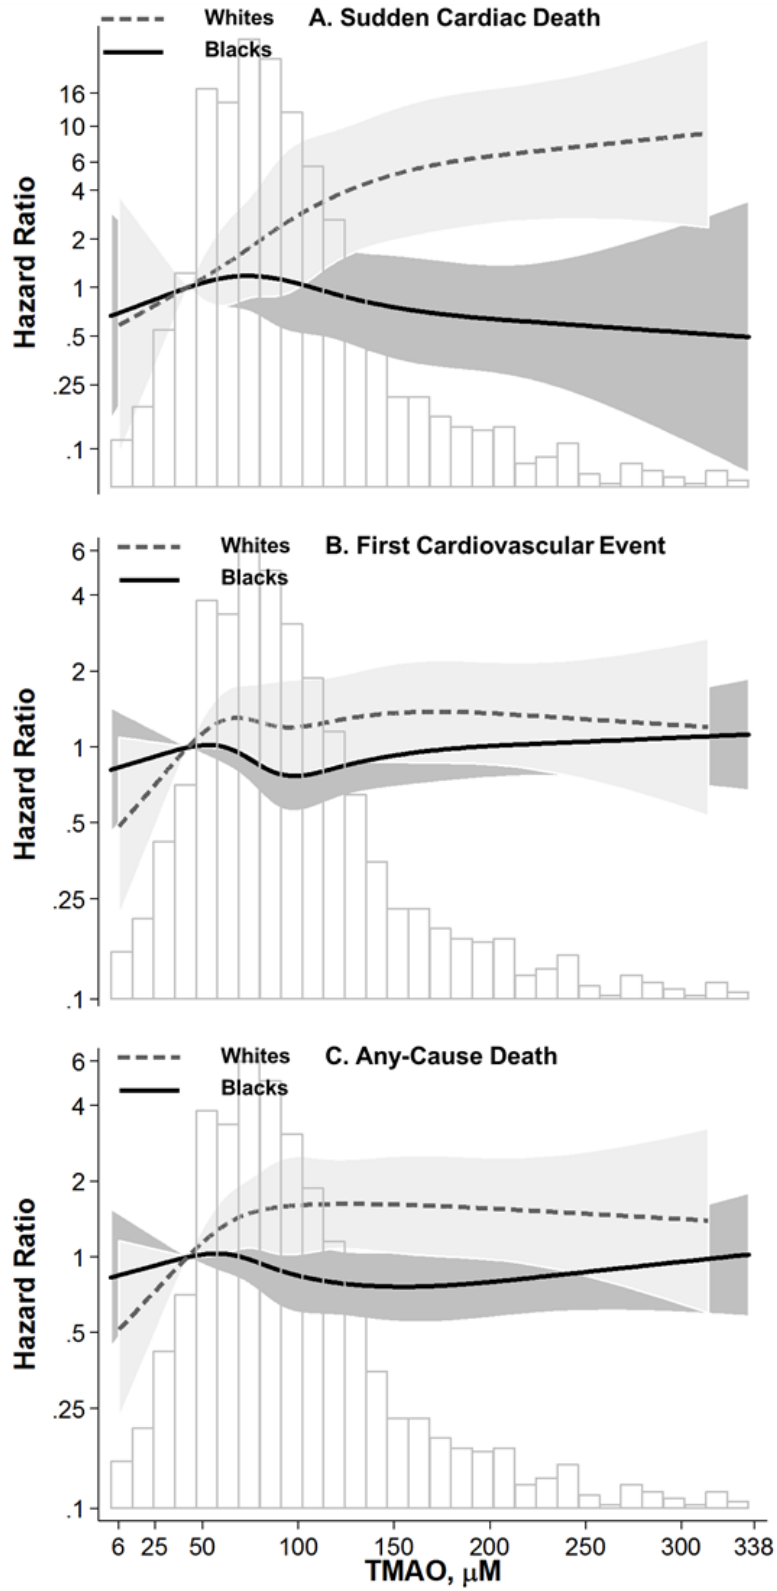 Whites A. Sudden Cardiac Death
Blacks
16
10
6
4
2
1
.5
.25
.1
Hazard Ratio
Whites B. First Cardiovascular Event
Blacks
6
4
2
1
.5
.25
.1
Hazard Ratio
Whites C. Any-Cause Death
Blacks
6
4
2
1
.5
.25
.1
Hazard Ratio
6 25 50 100 150 200 250 300 338
TMAO, μM